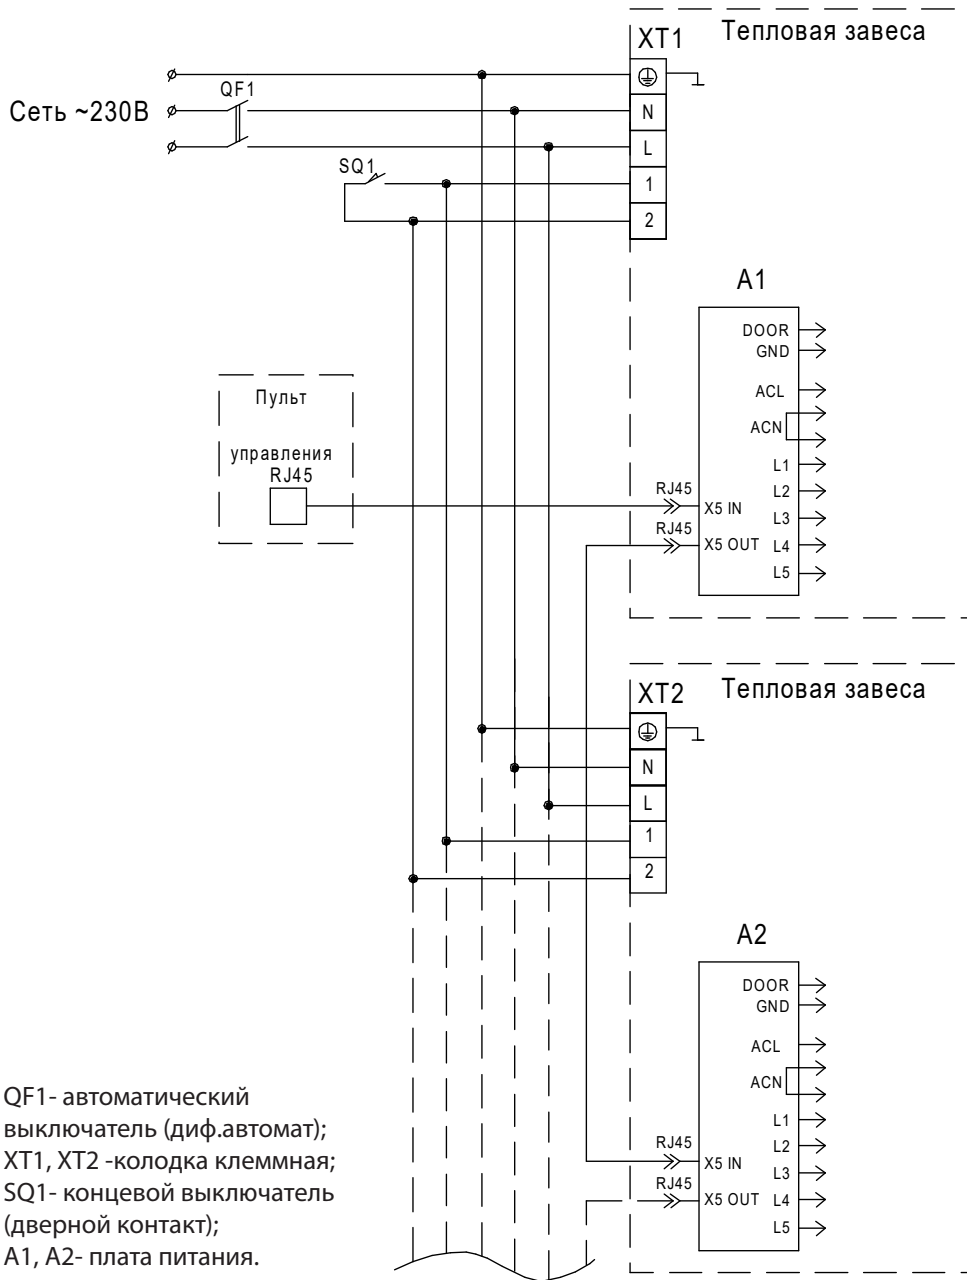 Тепловая завеса
XT1
QF1
Сеть ~230В
N
L
SQ1
1
2
A1
DOOR
GND
ACL
ACN
L1
L2
L3
L4
L5
Пульт
управления
RJ45
RJ45
X5 IN
RJ45
X5 OUT
Тепловая завеса
XT2
N
L
1
2
A2
DOOR
GND
ACL
ACN
L1
L2
L3
L4
L5
RJ45
X5 IN
RJ45
X5 OUT
QF1- автоматический
выключатель (диф.автомат);
XT1, XT2 -колодка клеммная;
SQ1- концевой выключатель
(дверной контакт);
A1, A2- плата питания.